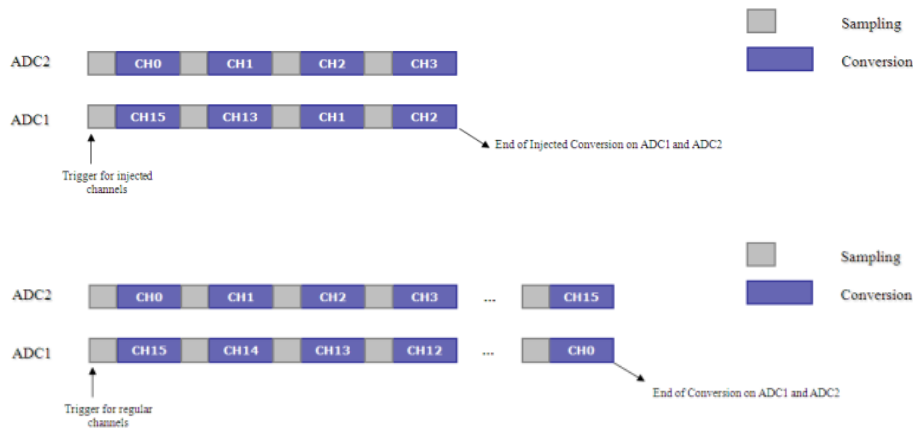 Sampling
ADC2 CH0 CH1 CH2 CH3 Conversion
ADC1 CH15 CH13 CH1 CH2
End of Injected Conversion on ADC1 and ADC2
Trigger for injected
channels
Sampling
ADC2 CH0 CH1 CH2 CH3 ... CH15 Conversion
ADC1 CH15 CH14 CH13 CH12 ... CH0
End of Conversion on ADC1 and ADC2
Trigger for regular
channels